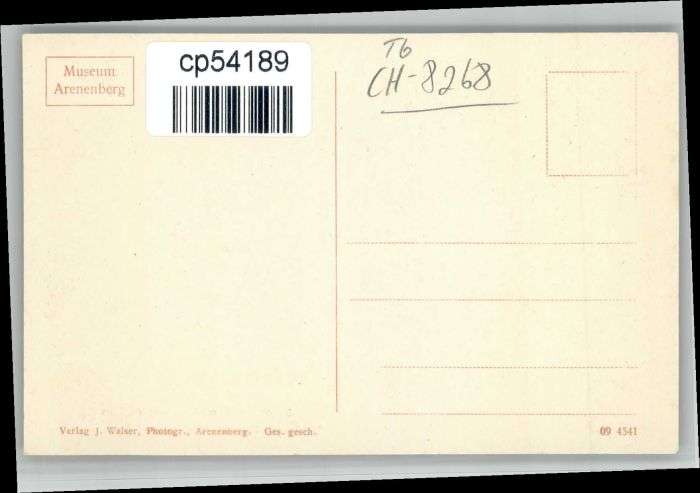 Museum
Arenenberg
cp54189
TG
CH-8268
Verlag J. Walser, Photogr., Arenenberg. Ges. gesch.
09 4541